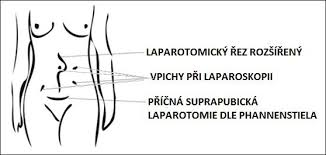 LAPAROTOMICKÝ ŘEZ ROZŠÍŘENÝ
VPICHY PŘI LAPAROSKOPII
PŘÍČNÁ SUPRAPUBICKÁ
LAPAROTOMIE DLE PHANNENSTIELA